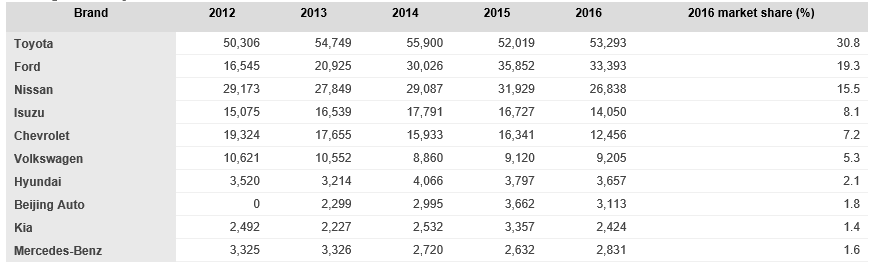 Brand 2012 2013 2014 2015 2016 2016 market share (%)
Toyota 50,306 54,749 55,900 52,019 53,293 30.8
Ford 16,545 20,925 30,026 35,852 33,393 19.3
Nissan 29,173 27,849 29,087 31,929 26,838 15.5
Isuzu 15,075 16,539 17,791 16,727 14,050 8.1
Chevrolet 19,324 17,655 15,933 16,341 12,456 7.2
Volkswagen 10,621 10,552 8,860 9,120 9,205 5.3
Hyundai 3,520 3,214 4,066 3,797 3,657 2.1
Beijing Auto 0 2,299 2,995 3,662 3,113 1.8
Kia 2,492 2,227 2,532 3,357 2,424 1.4
Mercedes-Benz 3,325 3,326 2,720 2,632 2,831 1.6